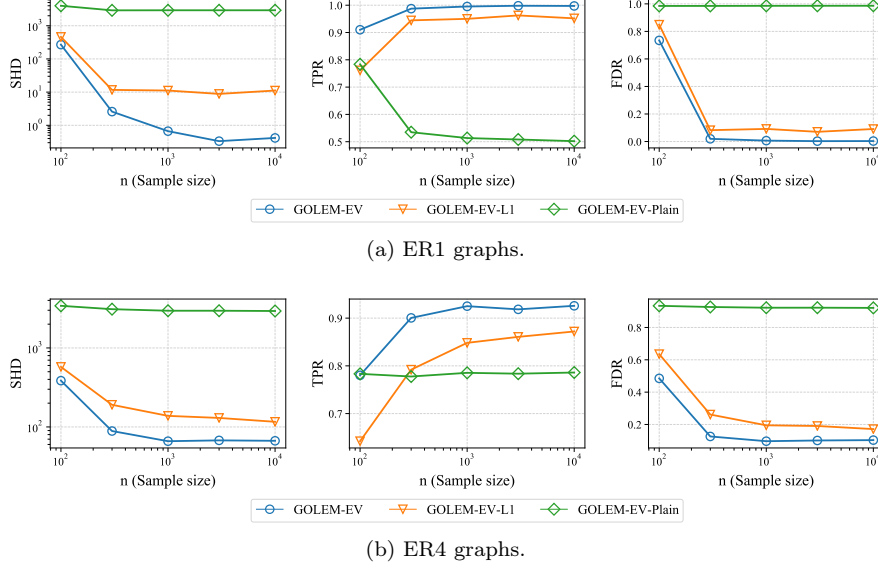 10³
10²
10¹
10⁰
SHD
10² 10³ 10⁴
n (Sample size)
1.0
0.9
0.8
0.7
0.6
0.5
TPR
10² 10³ 10⁴
n (Sample size)
1.0
0.8
0.6
0.4
0.2
0.0
FDR
10² 10³ 10⁴
n (Sample size)
GOLEM-EV GOLEM-EV-L1 GOLEM-EV-Plain
(a) ER1 graphs.
10³
10²
SHD
10² 10³ 10⁴
n (Sample size)
0.9
0.8
0.7
TPR
10² 10³ 10⁴
n (Sample size)
0.8
0.6
0.4
0.2
FDR
10² 10³ 10⁴
n (Sample size)
GOLEM-EV GOLEM-EV-L1 GOLEM-EV-Plain
(b) ER4 graphs.